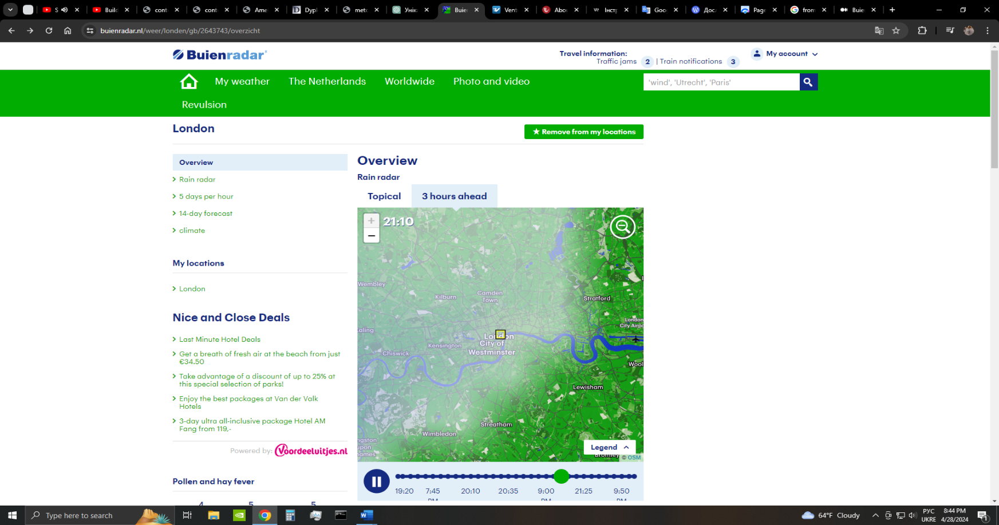 S
Build
cont
cont
Ame
Dypl
metc
Уніка
Buie
Vent
Abou
Інстр
Goo
Дос
Page
from
Buie
buienradar.nl/weer/londen/gb/2643743/overzicht
Buienradar
Travel information:
Traffic jams 2 | Train notifications 3
My account
My weather
The Netherlands
Worldwide
Photo and video
'wind', 'Utrecht', 'Paris'
Revulsion
London
★ Remove from my locations
Overview
Rain radar
5 days per hour
14-day forecast
climate
My locations
London
Nice and Close Deals
Last Minute Hotel Deals
Get a breath of fresh air at the beach from just
€34.50
Take advantage of a discount of up to 25% at
this special selection of parks!
Enjoy the best packages at Van der Valk
Hotels
3-day ultra all-inclusive package Hotel AM
Fang from 119,-
Powered by: Voordeeluitjes.nl
Pollen and hay fever
4 5 5
Overview
Rain radar
Topical
3 hours ahead
+
−
21:10
Wembley
Kilburn
Camden
Town
Stratford
London
City Airpo
Ealing
London
City of
Westminster
Kensington
Chiswick
Wool
Lewisham
Streatham
Wimbledon
ngston
upon
hames
Legend
Bromley
© OSM
19:20
7:45
PM
20:10
20:35
9:00
PM
21:25
9:50
PM
Type here to search
64°F Cloudy
РУС
UKRE
8:44 PM
4/28/2024
1